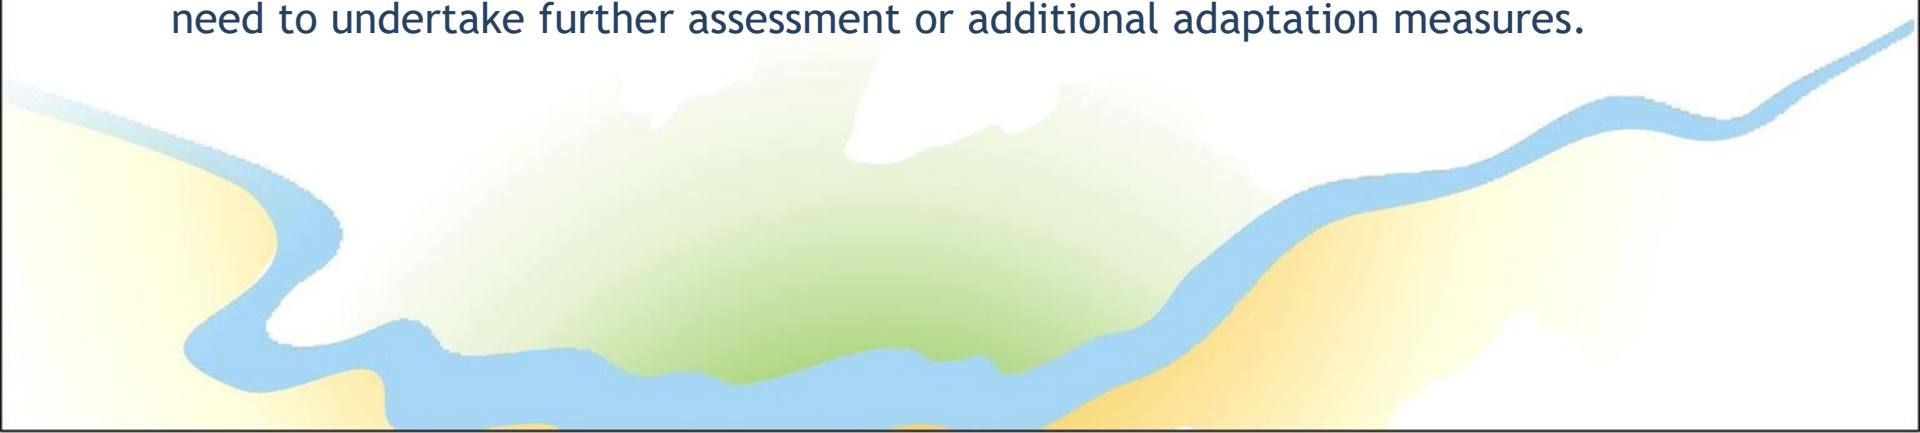 need to undertake further assessment or additional adaptation measures.